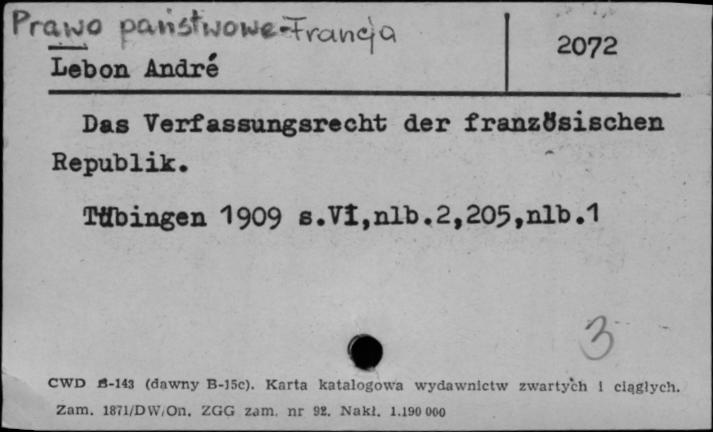 Prawo państwowe-Francja
2072
Lebon André
Das Verfassungsrecht der französischen
Republik.
Tübingen 1909 s.VI,nlb.2,205,nlb.1
3
CWD B-143 (dawny B-15c). Karta katalogowa wydawnictw zwartych i ciągłych.
Zam. 1871/DW/On. ZGG zam. nr 92. Nakł. 1.190 000